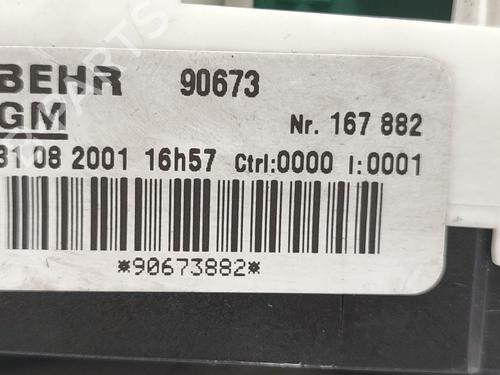 BEHR 90673
GM
Nr. 167 882
31 08 2001 16h57 Ctrl:0000 I:0001
*90673882*